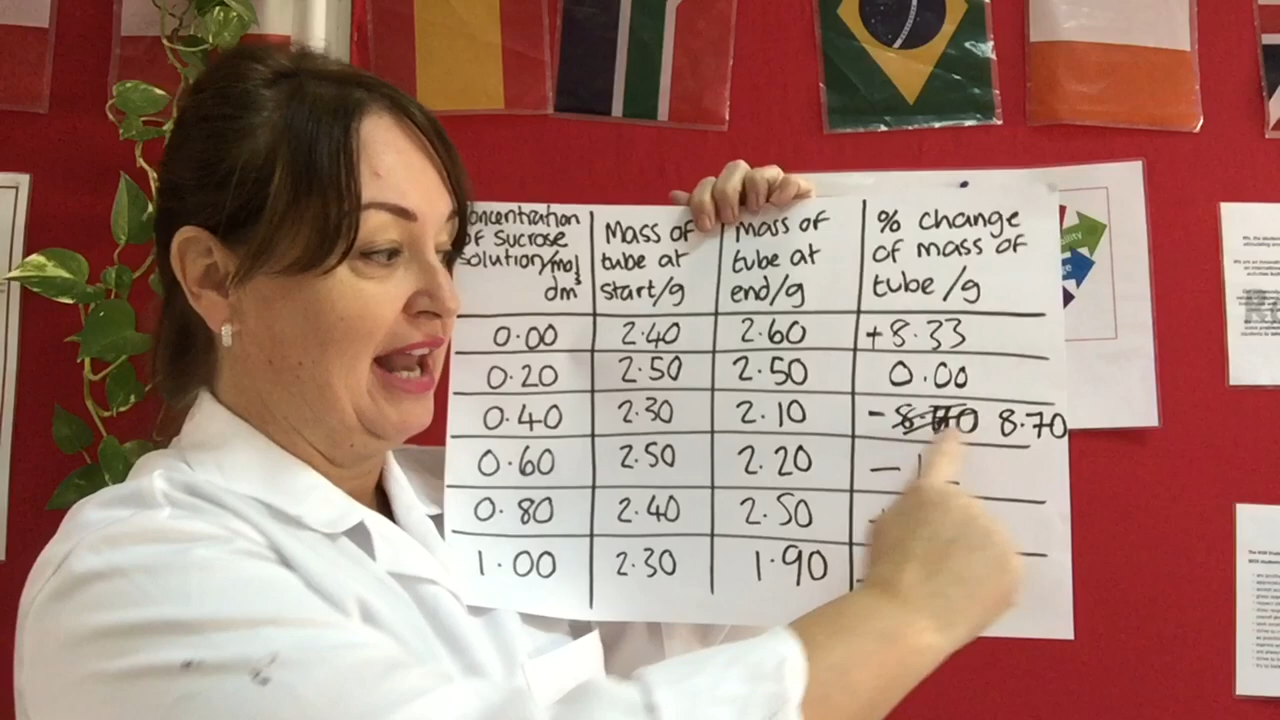 oncentration
of sucrose
solution/mol
dm³
Mass of
tube at
start/g
Mass of
tube at
end/g
% change
of mass of
tube /g
0.00 2.40 2.60 +8.33
0.20 2.50 2.50 0.00
0.40 2.30 2.10 - 8.70
0.60 2.50 2.20 -
0.80 2.40 2.50
1.00 2.30 1.90